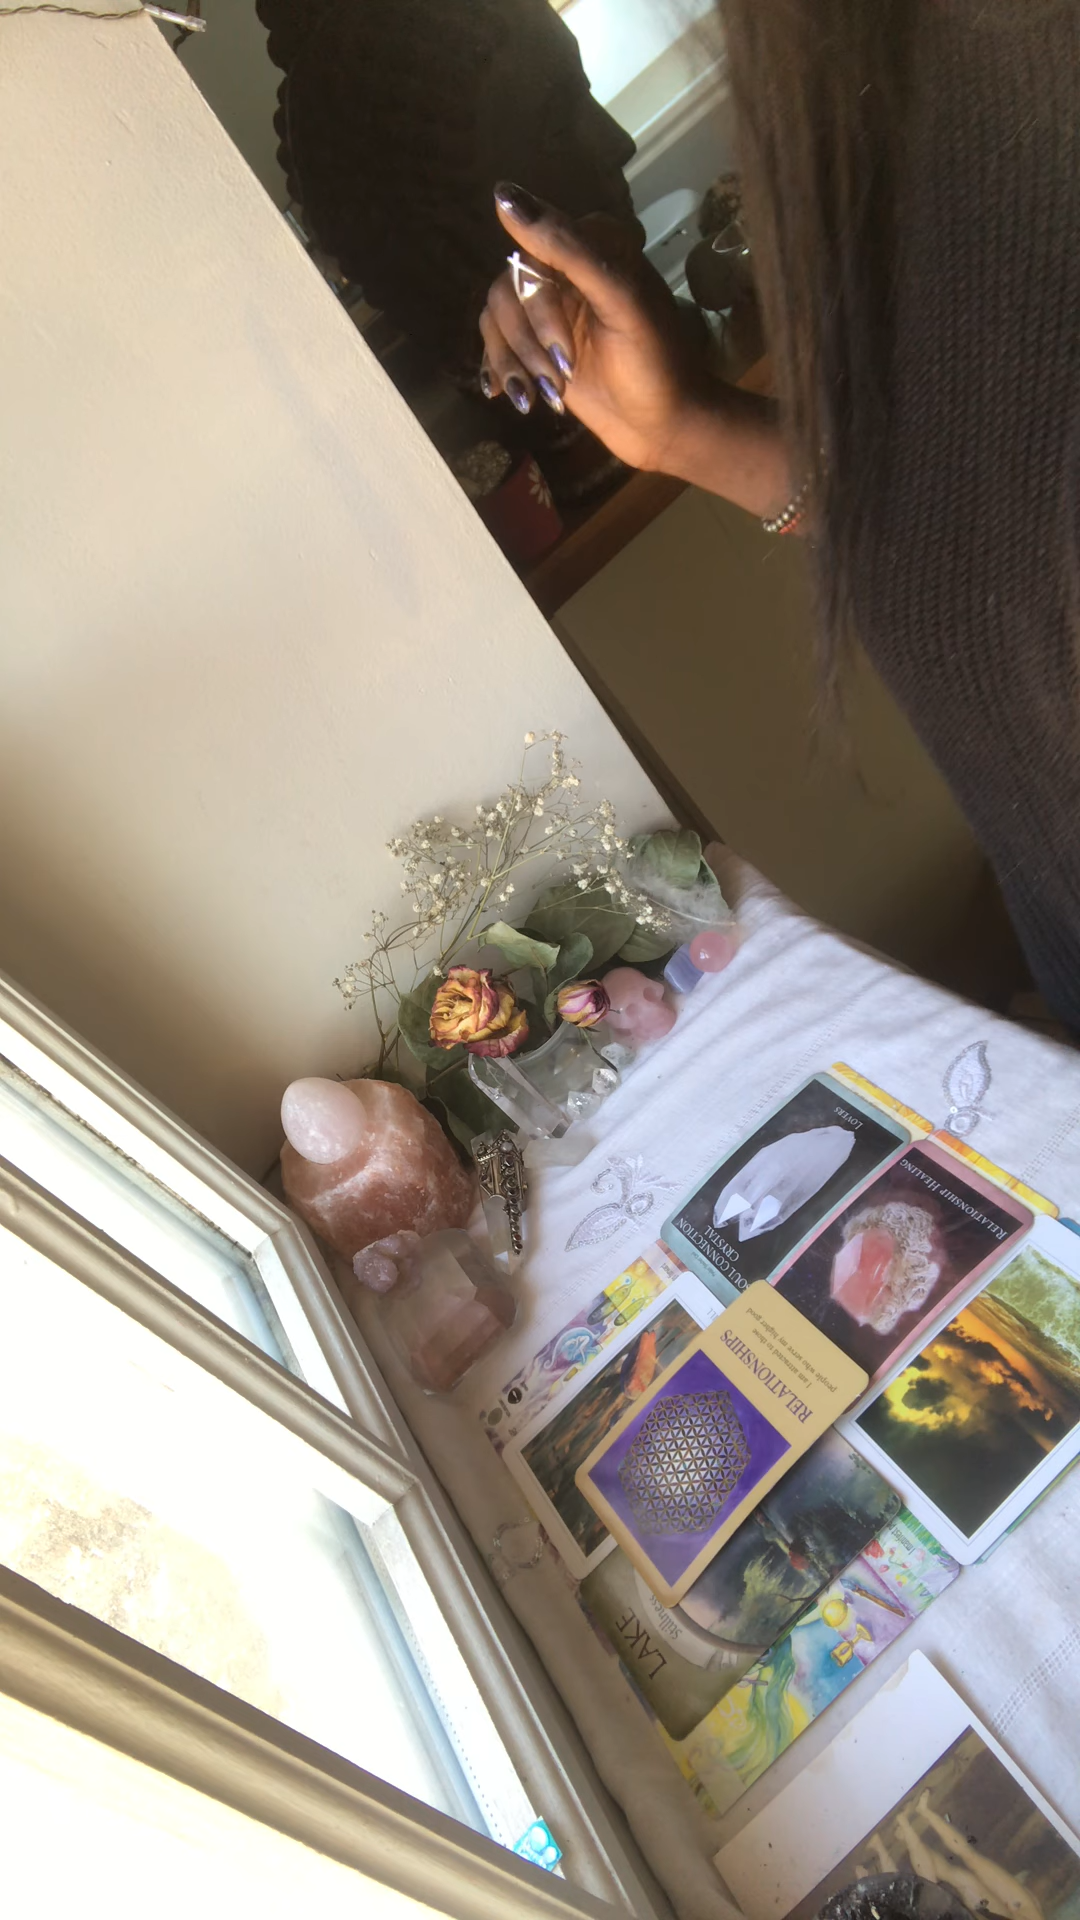 LOVERS
SOUL CONNECTION
CRYSTAL
RELATIONSHIP HEALING
RELATIONSHIPS
I am attracted to those
people who serve my higher good
LAKE
Stillness